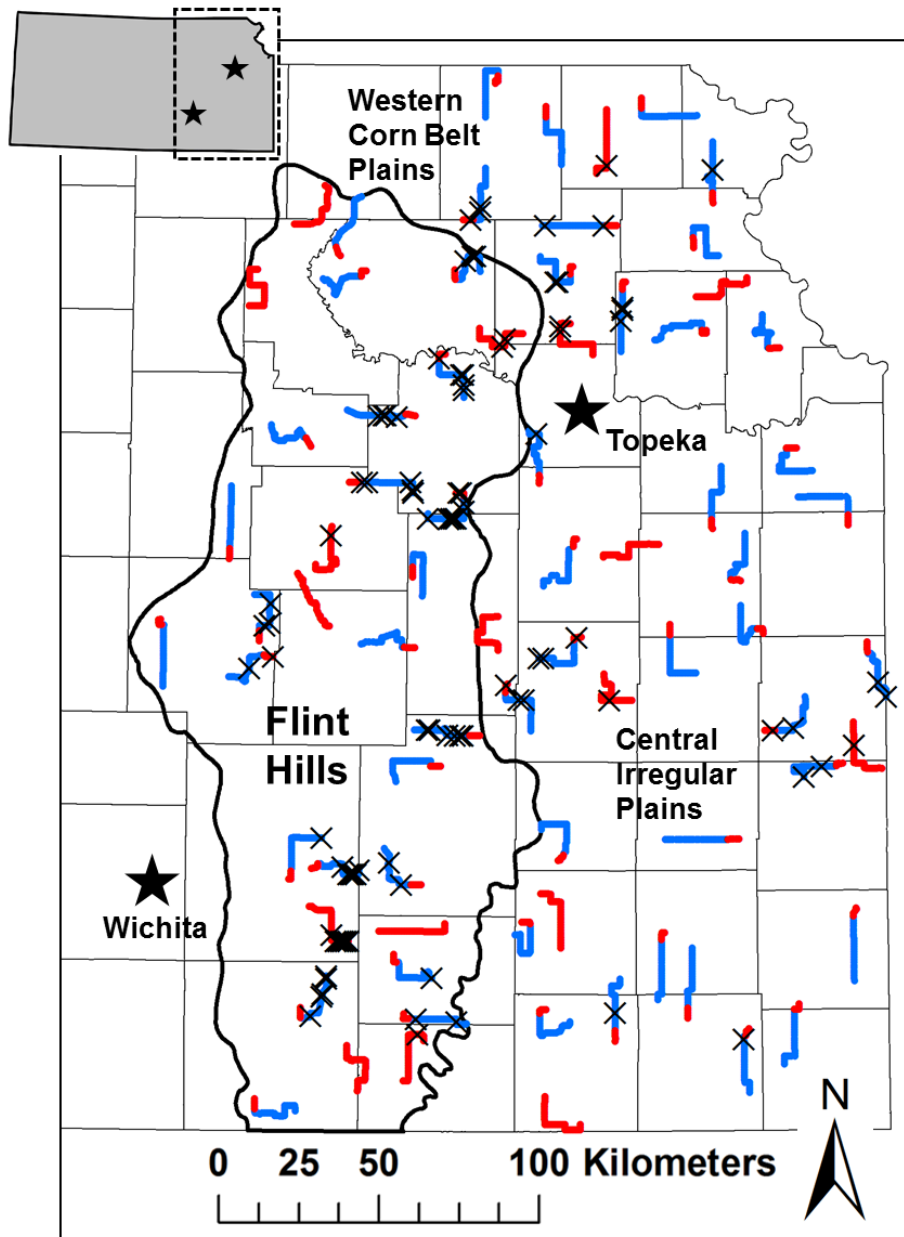 Western
Corn Belt
Plains
Topeka
Flint
Hills
Central
Irregular
Plains
Wichita
N
0 25 50 100 Kilometers